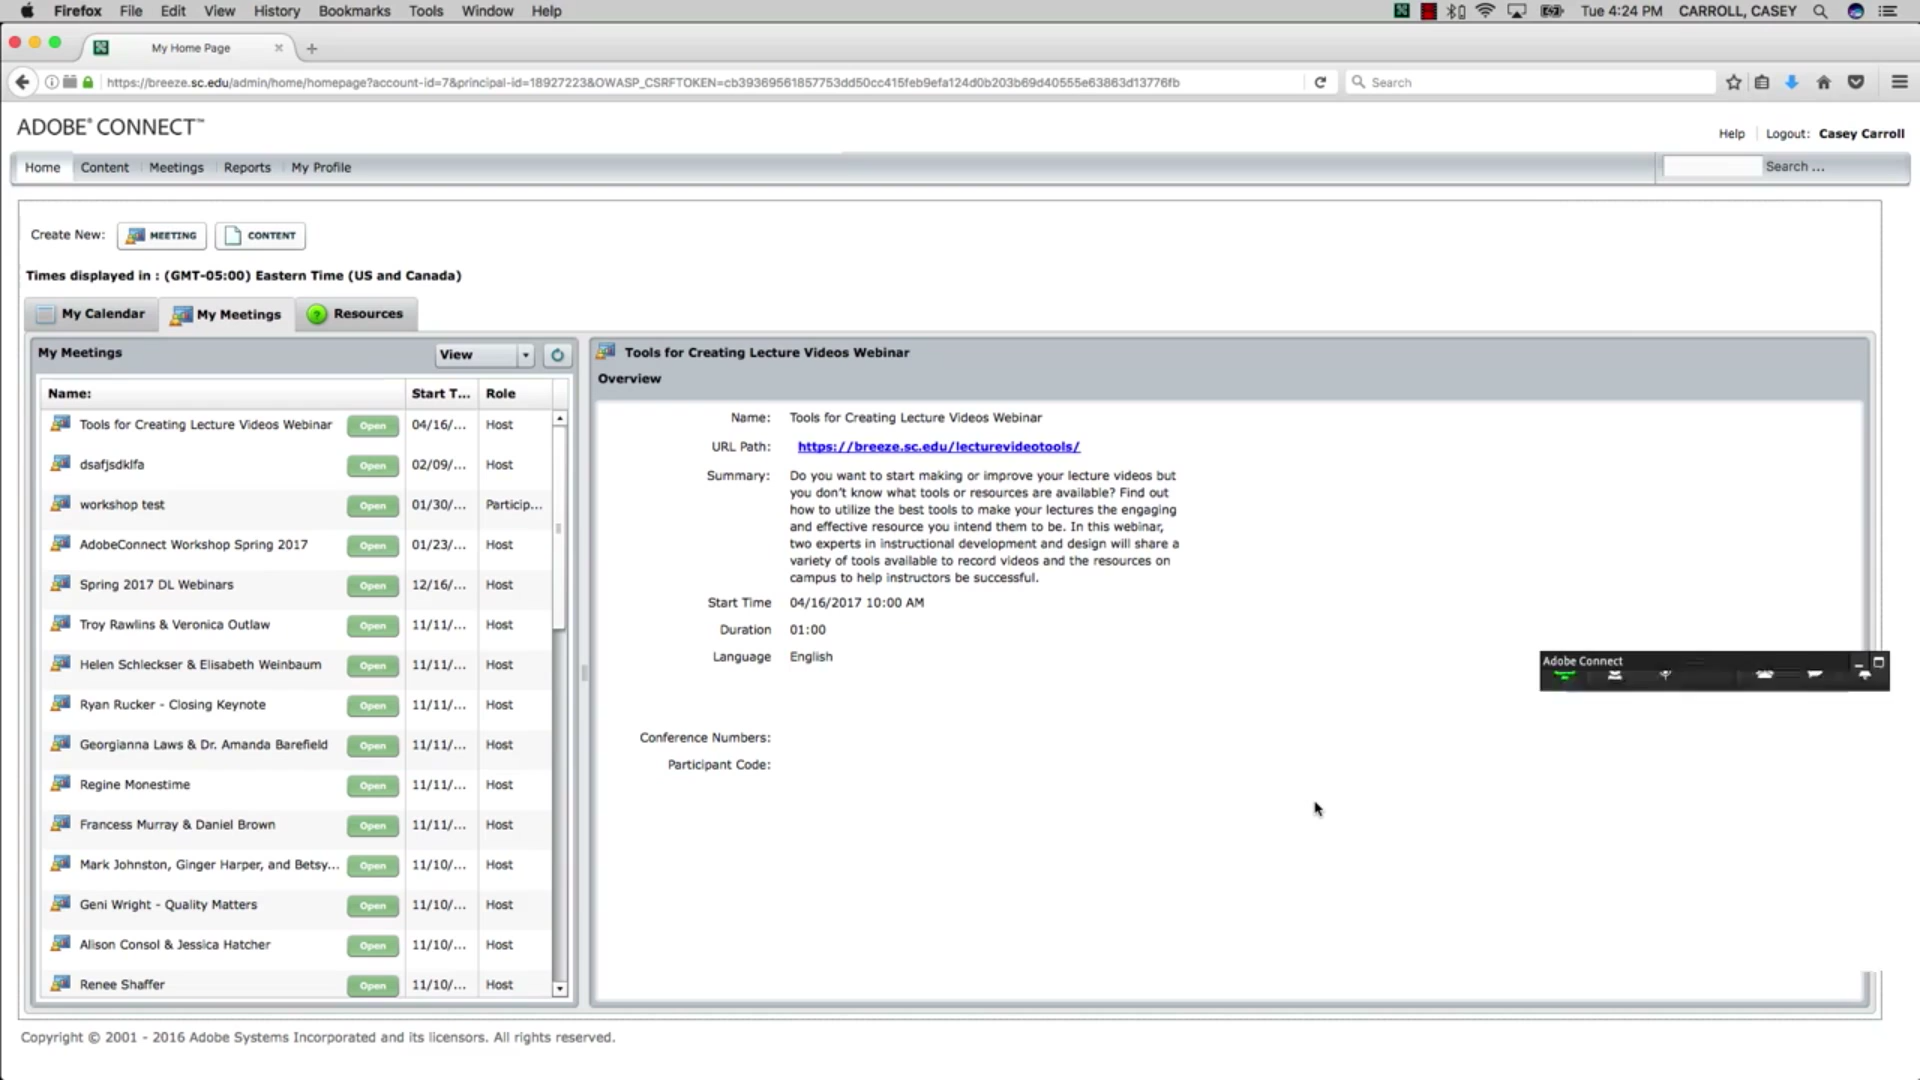 Firefox File Edit View History Bookmarks Tools Window Help Tue 4:24 PM CARROLL, CASEY
My Home Page
https://breeze.sc.edu/admin/home/homepage?account-id=7&principal-id=18927223&OWASP_CSRFTOKEN=cb39369561857753dd50cc415feb9efa124d0b203b69d40555e63863d13776fb Search
ADOBE® CONNECT™
Help Logout: Casey Carroll
Home Content Meetings Reports My Profile Search ...
Create New: MEETING CONTENT
Times displayed in : (GMT-05:00) Eastern Time (US and Canada)
My Calendar My Meetings Resources
My Meetings View
Name: Start T... Role
Tools for Creating Lecture Videos Webinar Open 04/16/... Host
dsafjsdklfa Open 02/09/... Host
workshop test Open 01/30/... Particip...
AdobeConnect Workshop Spring 2017 Open 01/23/... Host
Spring 2017 DL Webinars Open 12/16/... Host
Troy Rawlins & Veronica Outlaw Open 11/11/... Host
Helen Schleckser & Elisabeth Weinbaum Open 11/11/... Host
Ryan Rucker - Closing Keynote Open 11/11/... Host
Georgianna Laws & Dr. Amanda Barefield Open 11/11/... Host
Regine Monestime Open 11/11/... Host
Francess Murray & Daniel Brown Open 11/11/... Host
Mark Johnston, Ginger Harper, and Betsy... Open 11/10/... Host
Geni Wright - Quality Matters Open 11/10/... Host
Alison Consol & Jessica Hatcher Open 11/10/... Host
Renee Shaffer Open 11/10/... Host
Tools for Creating Lecture Videos Webinar
Overview
Name: Tools for Creating Lecture Videos Webinar
URL Path: https://breeze.sc.edu/lecturevideotools/
Summary: Do you want to start making or improve your lecture videos but
you don't know what tools or resources are available? Find out
how to utilize the best tools to make your lectures the engaging
and effective resource you intend them to be. In this webinar,
two experts in instructional development and design will share a
variety of tools available to record videos and the resources on
campus to help instructors be successful.
Start Time 04/16/2017 10:00 AM
Duration 01:00
Language English
Adobe Connect
Conference Numbers:
Participant Code:
Copyright © 2001 - 2016 Adobe Systems Incorporated and its licensors. All rights reserved.